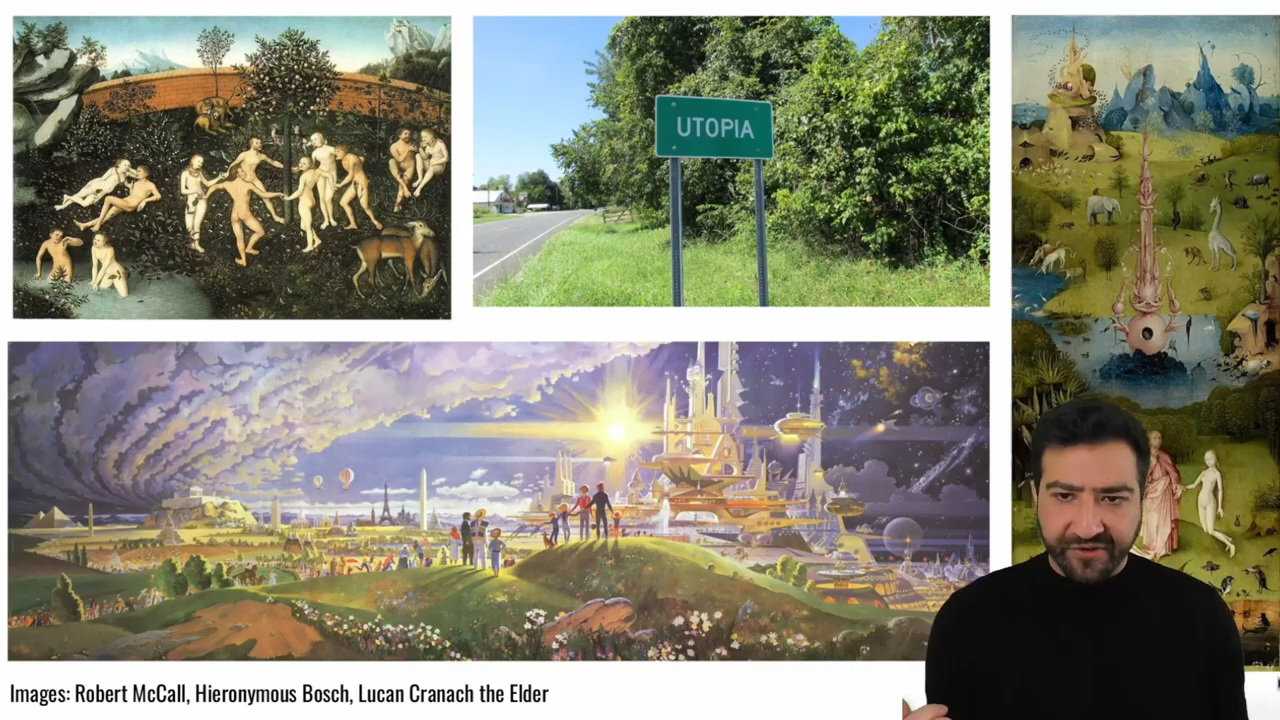 UTOPIA
Images: Robert McCall, Hieronymous Bosch, Lucan Cranach the Elder